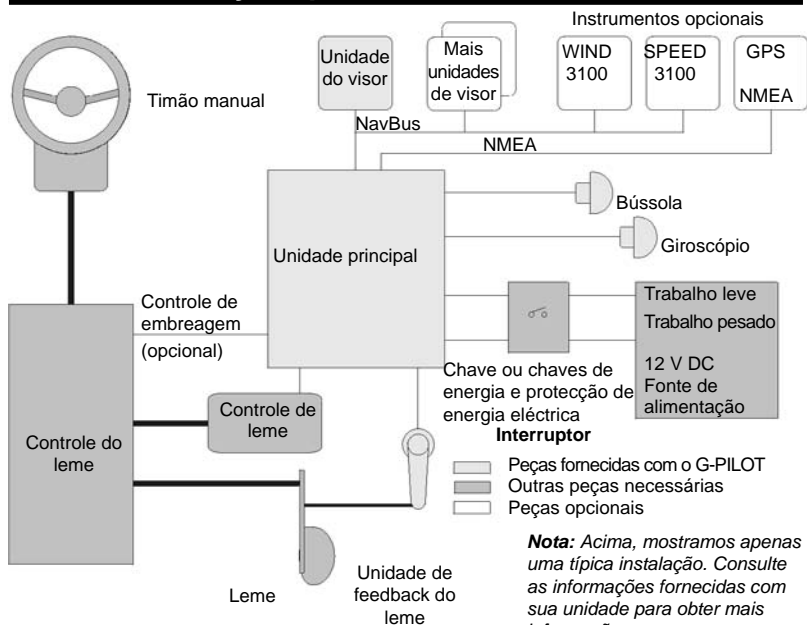 Instrumentos opcionais
Unidade
do visor
Mais
unidades
de visor
WIND
3100
SPEED
3100
GPS
NMEA
Timão manual
NavBus
NMEA
Bússola
Unidade principal
Giroscópio
Controle de
embreagem
(opcional)
Trabalho leve
Trabalho pesado
12 V DC
Fonte de
alimentação
Chave ou chaves de
energia e protecção de
energia eléctrica
Controle de
leme
Controle do
leme
Interruptor
Peças fornecidas com o G-PILOT
Outras peças necessárias
Peças opcionais
Leme
Unidade de
feedback do
leme
Nota: Acima, mostramos apenas
uma típica instalação. Consulte
as informações fornecidas com
sua unidade para obter mais